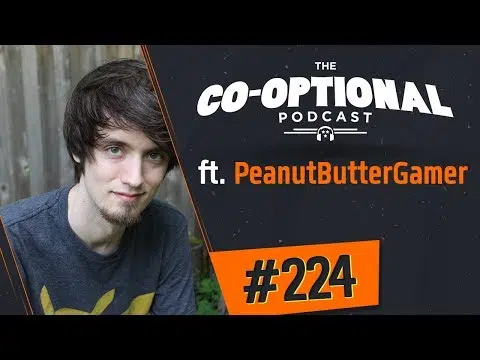 THE
CO-OPTIONAL
PODCAST
ft. PeanutButterGamer
#224